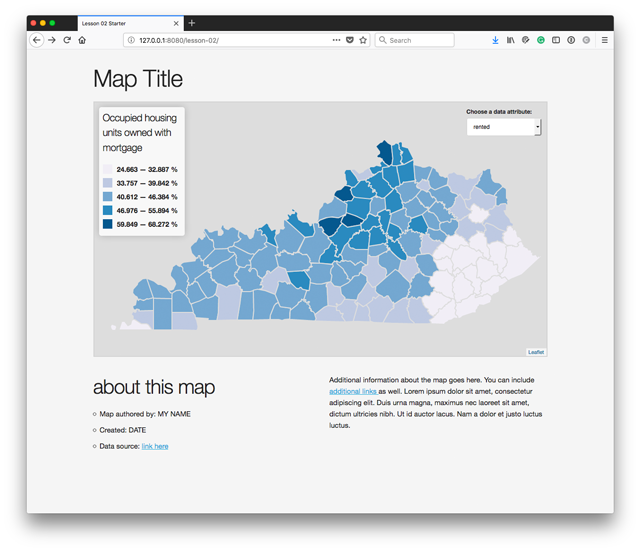 Lesson 02 Starter
127.0.0.1:8080/lesson-02/
Search
Map Title
Occupied housing
units owned with
mortgage
24.663 — 32.887 %
33.757 — 39.842 %
40.612 — 46.384 %
46.976 — 55.894 %
59.849 — 68.272 %
Choose a data attribute:
rented
Leaflet
about this map
Map authored by: MY NAME
Created: DATE
Data source: link here
Additional information about the map goes here. You can include
additional links as well. Lorem ipsum dolor sit amet, consectetur
adipiscing elit. Duis urna magna, maximus nec laoreet sit amet,
dictum ultricies nibh. Ut id auctor lacus. Nam a dolor et justo luctus
luctus.